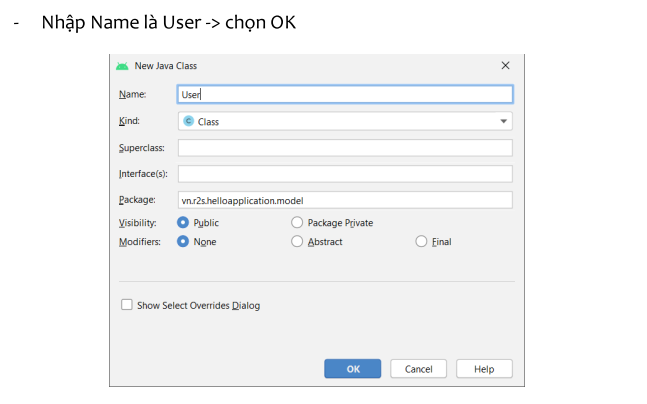 - Nhập Name là User -> chọn OK
New Java Class
Name: User
Kind: C Class
Superclass:
Interface(s):
Package: vn.r2s.helloapplication.model
Visibility: Public Package Private
Modifiers: None Abstract Final
Show Select Overrides Dialog
OK Cancel Help